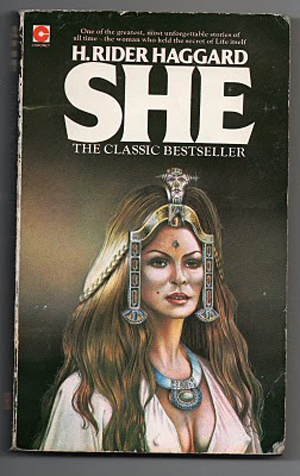 CORONET
One of the greatest, most unforgettable stories of
all time - the woman who held the secret of Life itself
H. RIDER HAGGARD
SHE
THE CLASSIC BESTSELLER